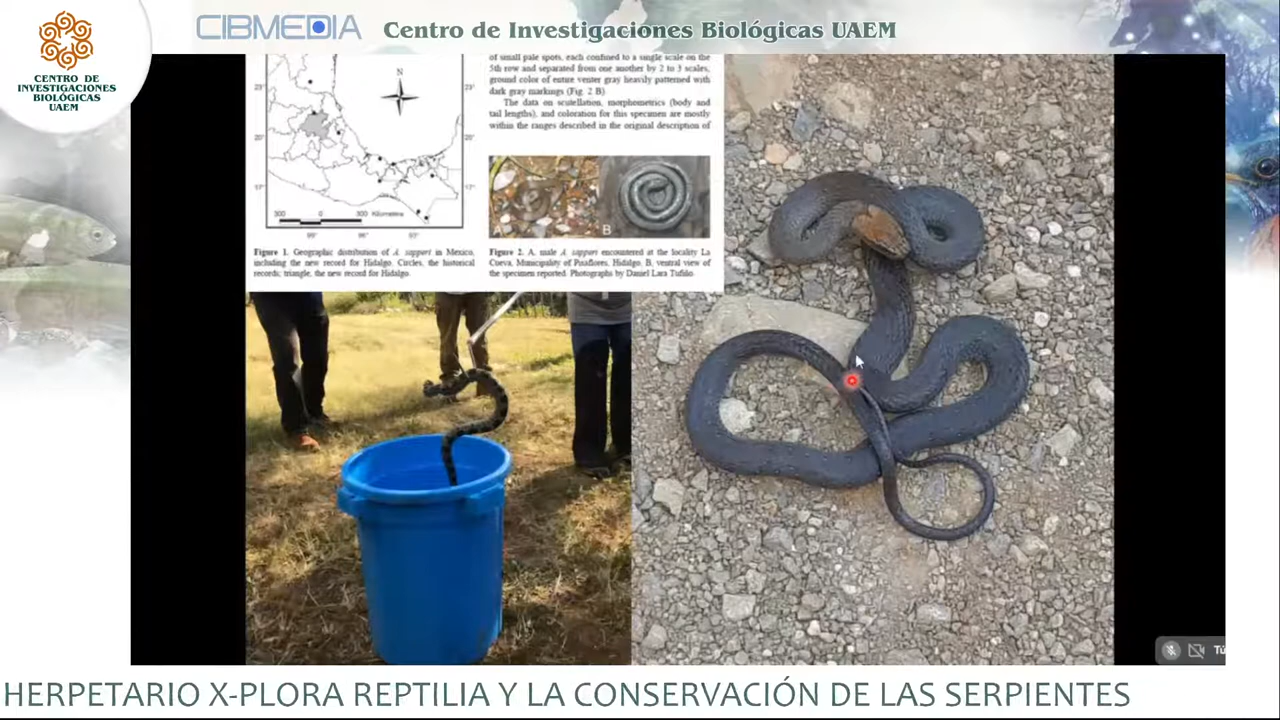 CIBMEDIA Centro de Investigaciones Biológicas UAEM
CENTRO DE
INVESTIGACIONES
BIOLÓGICAS
UAEM
N
of small pale spots, each confined to a single scale on the
5th row and separated from one another by 2 to 3 scales,
ground color of entire venter gray heavily patterned with
dark gray markings (Fig. 2 B).
The data on scutellation, morphometrics (body and
tail lengths), and coloration for this specimen are mostly
within the ranges described in the original description of
300 0 300 Kilometers
A
B
Figure 1. Geographic distribution of in Mexico,
including the new record for Hidalgo. Circles, the historical
records; triangle, the new record for Hidalgo.
Figure 2. A, male encountered at the locality La
Cueva, Municipality of Pisaflores, Hidalgo. B, ventral view of
the specimen reported. Photographs by Daniel Lara Tufiño.
Tú
HERPETARIO X-PLORA REPTILIA Y LA CONSERVACIÓN DE LAS SERPIENTES